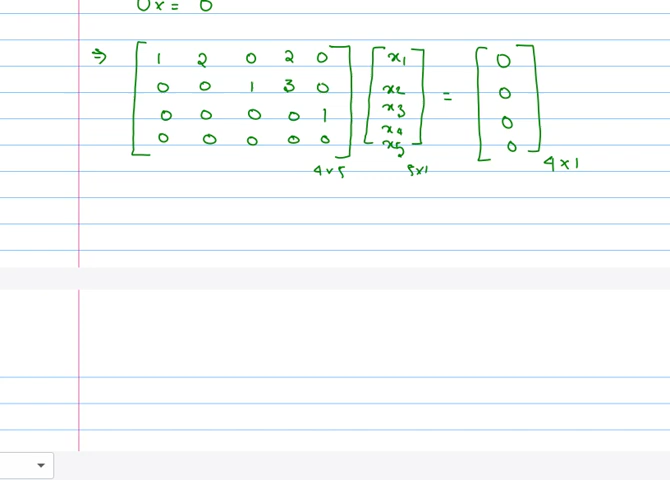 0x = 0
⇒ [ 1 2 0 2 0 ] [ x1 ] = [ 0 ]
[ 0 0 1 3 0 ] [ x2 ] [ 0 ]
[ 0 0 0 0 1 ] [ x3 ] [ 0 ]
[ 0 0 0 0 0 ] [ x4 ] [ 0 ]
x5
4×5 5×1 4×1